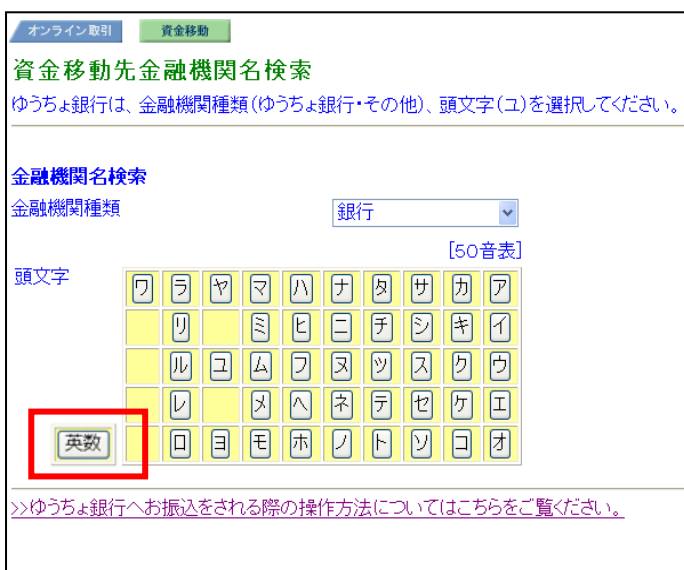 オンライン取引 資金移動
資金移動先金融機関名検索
ゆうちょ銀行は、金融機関種類(ゆうちょ銀行・その他)、頭文字(ユ)を選択してください。
金融機関名検索
金融機関種類 銀行
[50音表]
頭文字
ワ ラ ヤ マ ハ ナ タ サ カ ア
リ ミ ヒ ニ チ シ キ イ
ル ユ ム フ ヌ ツ ス ク ウ
レ メ ヘ ネ テ セ ケ エ
英数 ロ ヨ モ ホ ノ ト ソ コ オ
>>ゆうちょ銀行へお振込をされる際の操作方法についてはこちらをご覧ください。